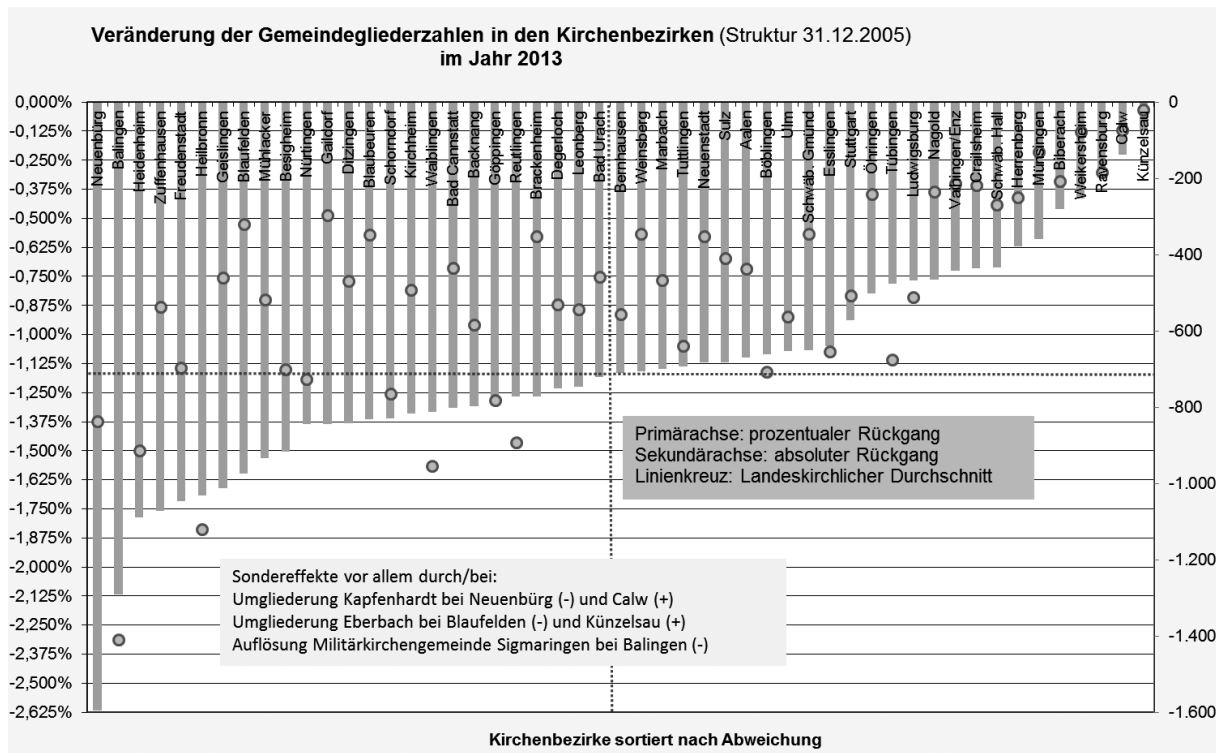 Veränderung der Gemeindegliederzahlen in den Kirchenbezirken (Struktur 31.12.2005)
im Jahr 2013
0,000%
-0,125%
-0,250%
-0,375%
-0,500%
-0,625%
-0,750%
-0,875%
-1,000%
-1,125%
-1,250%
-1,375%
-1,500%
-1,625%
-1,750%
-1,875%
-2,000%
-2,125%
-2,250%
-2,375%
-2,500%
-2,625%
Neuenbürg
Balingen
Heidenheim
Zuffenhausen
Freudenstadt
Heilbronn
Geislingen
Blaufelden
Mühlacker
Besigheim
Nürtingen
Gaildorf
Ditzingen
Blaubeuren
Schorndorf
Kirchheim
Waiblingen
Bad Cannstatt
Backnang
Göppingen
Reutlingen
Brackenheim
Degerloch
Leonberg
Bad Urach
Bernhausen
Weinsberg
Marbach
Tuttlingen
Neuenstadt
Sulz
Aalen
Böblingen
Ulm
Schwäb. Gmünd
Esslingen
Stuttgart
Öhringen
Tübingen
Ludwigsburg
Nagold
Vaihingen/Enz
Crailsheim
Schwäb. Hall
Herrenberg
Münsingen
Biberach
Weikersheim
Ravensburg
Calw
Künzelsau
0
-200
-400
-600
-800
-1.000
-1.200
-1.400
-1.600
Primärachse: prozentualer Rückgang
Sekundärachse: absoluter Rückgang
Linienkreuz: Landeskirchlicher Durchschnitt
Sondereffekte vor allem durch/bei:
Umgliederung Kapfenhardt bei Neuenbürg (-) und Calw (+)
Umgliederung Eberbach bei Blaufelden (-) und Künzelsau (+)
Auflösung Militärkirchengemeinde Sigmaringen bei Balingen (-)
Kirchenbezirke sortiert nach Abweichung